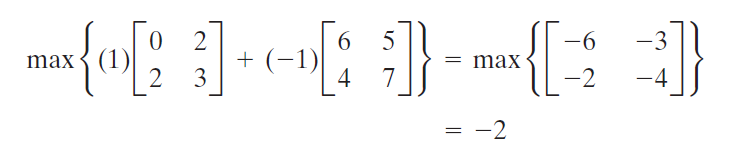 max{(1)[0 2; 2 3] + (−1)[6 5; 4 7]} = max{[−6 −3; −2 −4]}
= −2